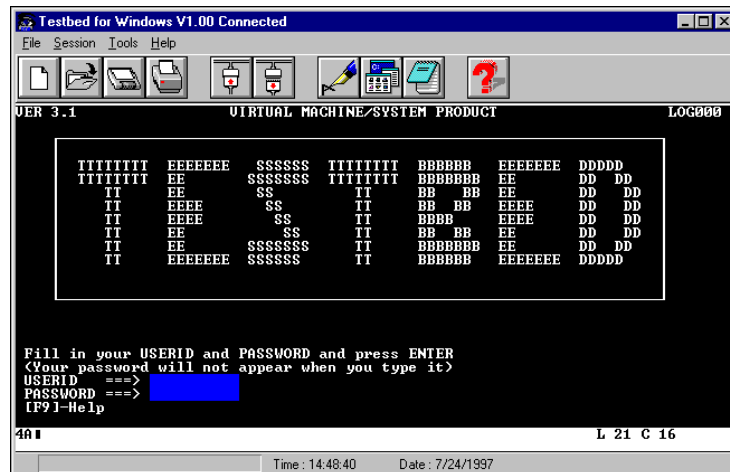 Testbed for Windows V1.00 Connected
File Session Tools Help
VER 3.1 VIRTUAL MACHINE/SYSTEM PRODUCT LOG000
TTTTTTTT EEEEEEE SSSSSS TTTTTTTT BBBBBB EEEEEEE DDDDD
TTTTTTTT EE SSSSSSS TTTTTTTT BBBBBBB EE DD DD
TT EE SS TT BB BB EE DD DD
TT EEEE SS TT BB BB EEEE DD DD
TT EEEE SS TT BBBB EEEE DD DD
TT EE SS TT BB BB EE DD DD
TT EE SSSSSSS TT BBBBBBB EE DD DD
TT EEEEEEE SSSSSS TT BBBBBB EEEEEEE DDDDD
Fill in your USERID and PASSWORD and press ENTER
(Your password will not appear when you type it)
USERID ===>
PASSWORD ===>
[F9]-Help
4A L 21 C 16
Time : 14:48:40 Date : 7/24/1997